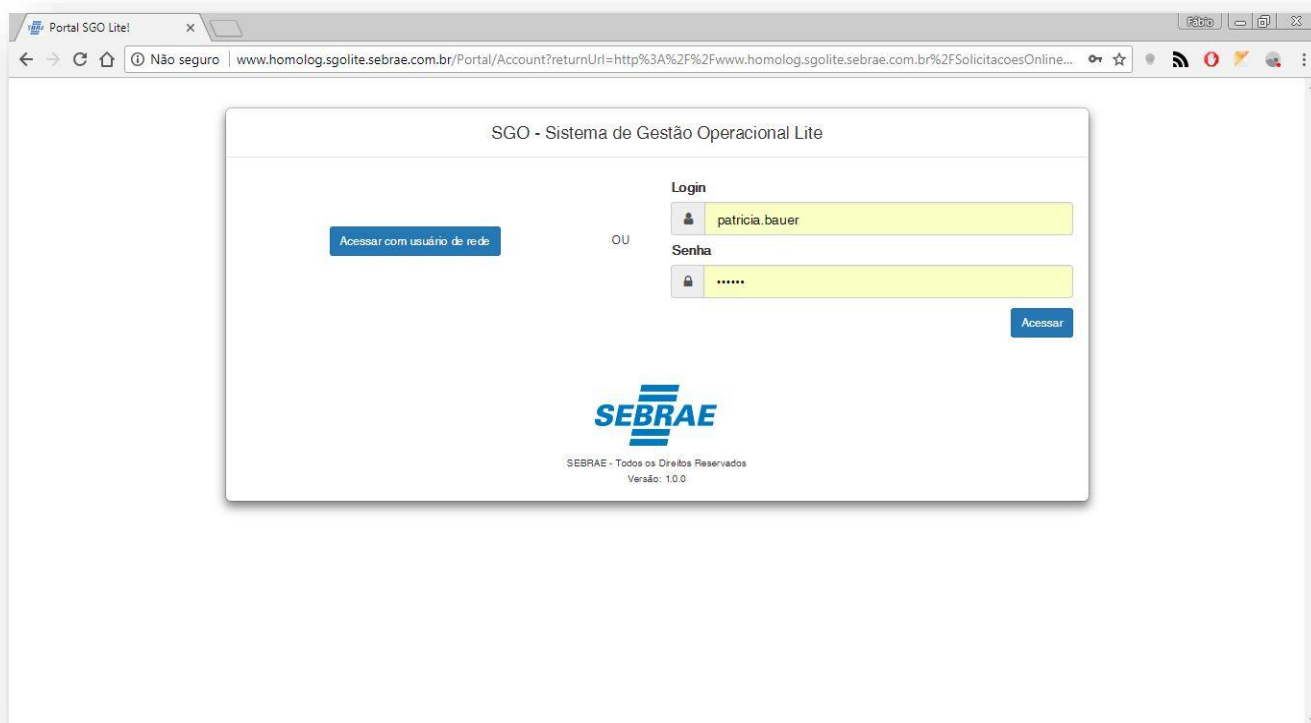 Portal SGO Lite!
Fábio
Não seguro
www.homolog.sgolite.sebrae.com.br/Portal/Account?returnUrl=http%3A%2F%2Fwww.homolog.sgolite.sebrae.com.br%2FSolicitacoesOnline...
SGO - Sistema de Gestão Operacional Lite
Login
patricia.bauer
Acessar com usuário de rede
OU
Senha
••••••
Acessar
SEBRAE
SEBRAE - Todos os Direitos Reservados
Versão: 1.0.0